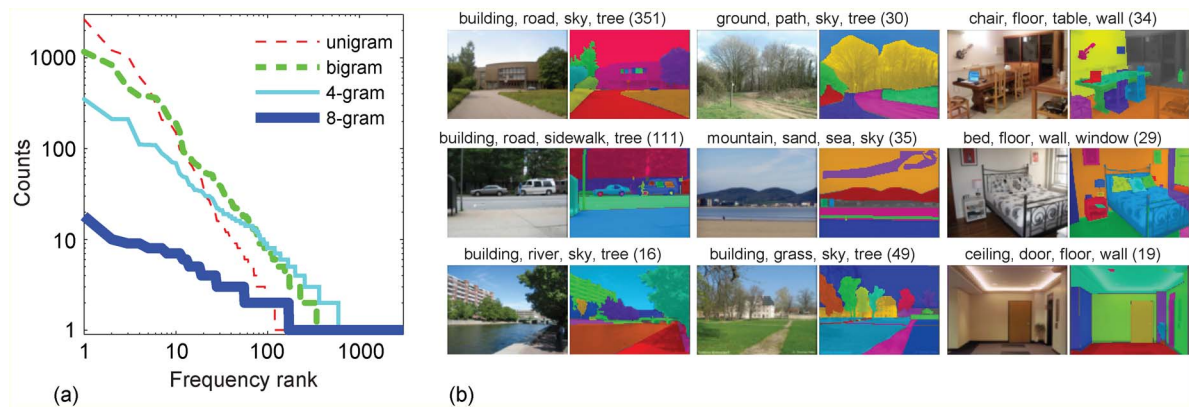 1000
100
10
1
Counts
1 10 100 1000
Frequency rank
unigram
bigram
4-gram
8-gram
(a)
building, road, sky, tree (351)
ground, path, sky, tree (30)
chair, floor, table, wall (34)
building, road, sidewalk, tree (111)
mountain, sand, sea, sky (35)
bed, floor, wall, window (29)
building, river, sky, tree (16)
building, grass, sky, tree (49)
ceiling, door, floor, wall (19)
(b)